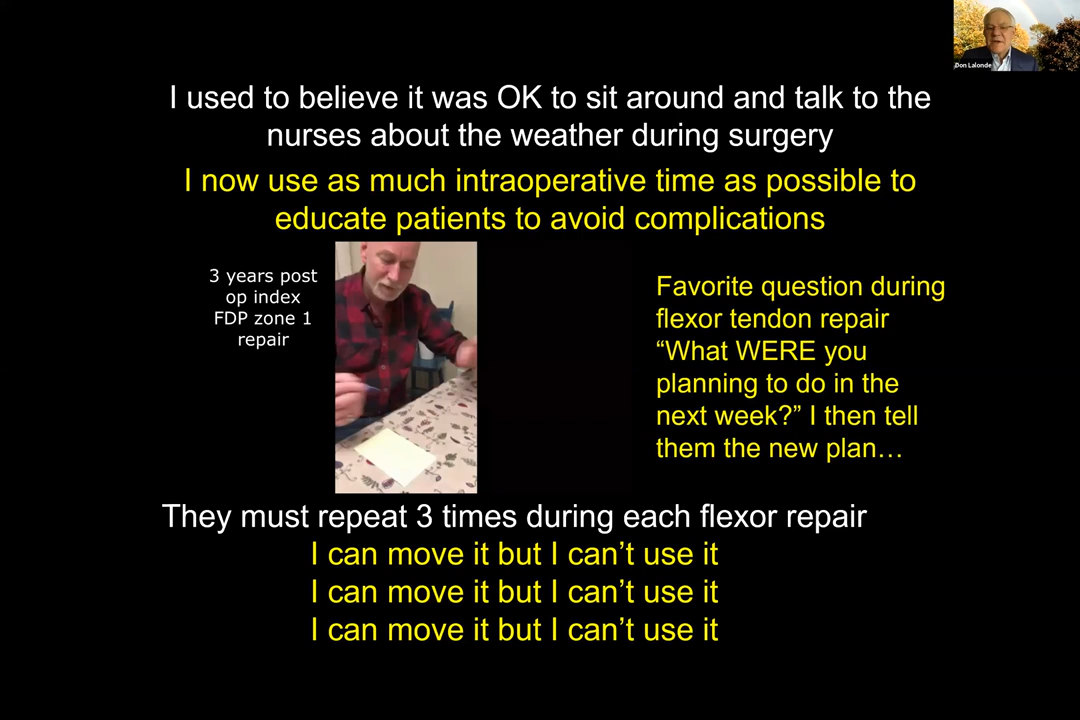 Don Lalonde
I used to believe it was OK to sit around and talk to the
nurses about the weather during surgery
I now use as much intraoperative time as possible to
educate patients to avoid complications
3 years post
op index
FDP zone 1
repair
Favorite question during
flexor tendon repair
“What WERE you
planning to do in the
next week?” I then tell
them the new plan…
They must repeat 3 times during each flexor repair
I can move it but I can’t use it
I can move it but I can’t use it
I can move it but I can’t use it